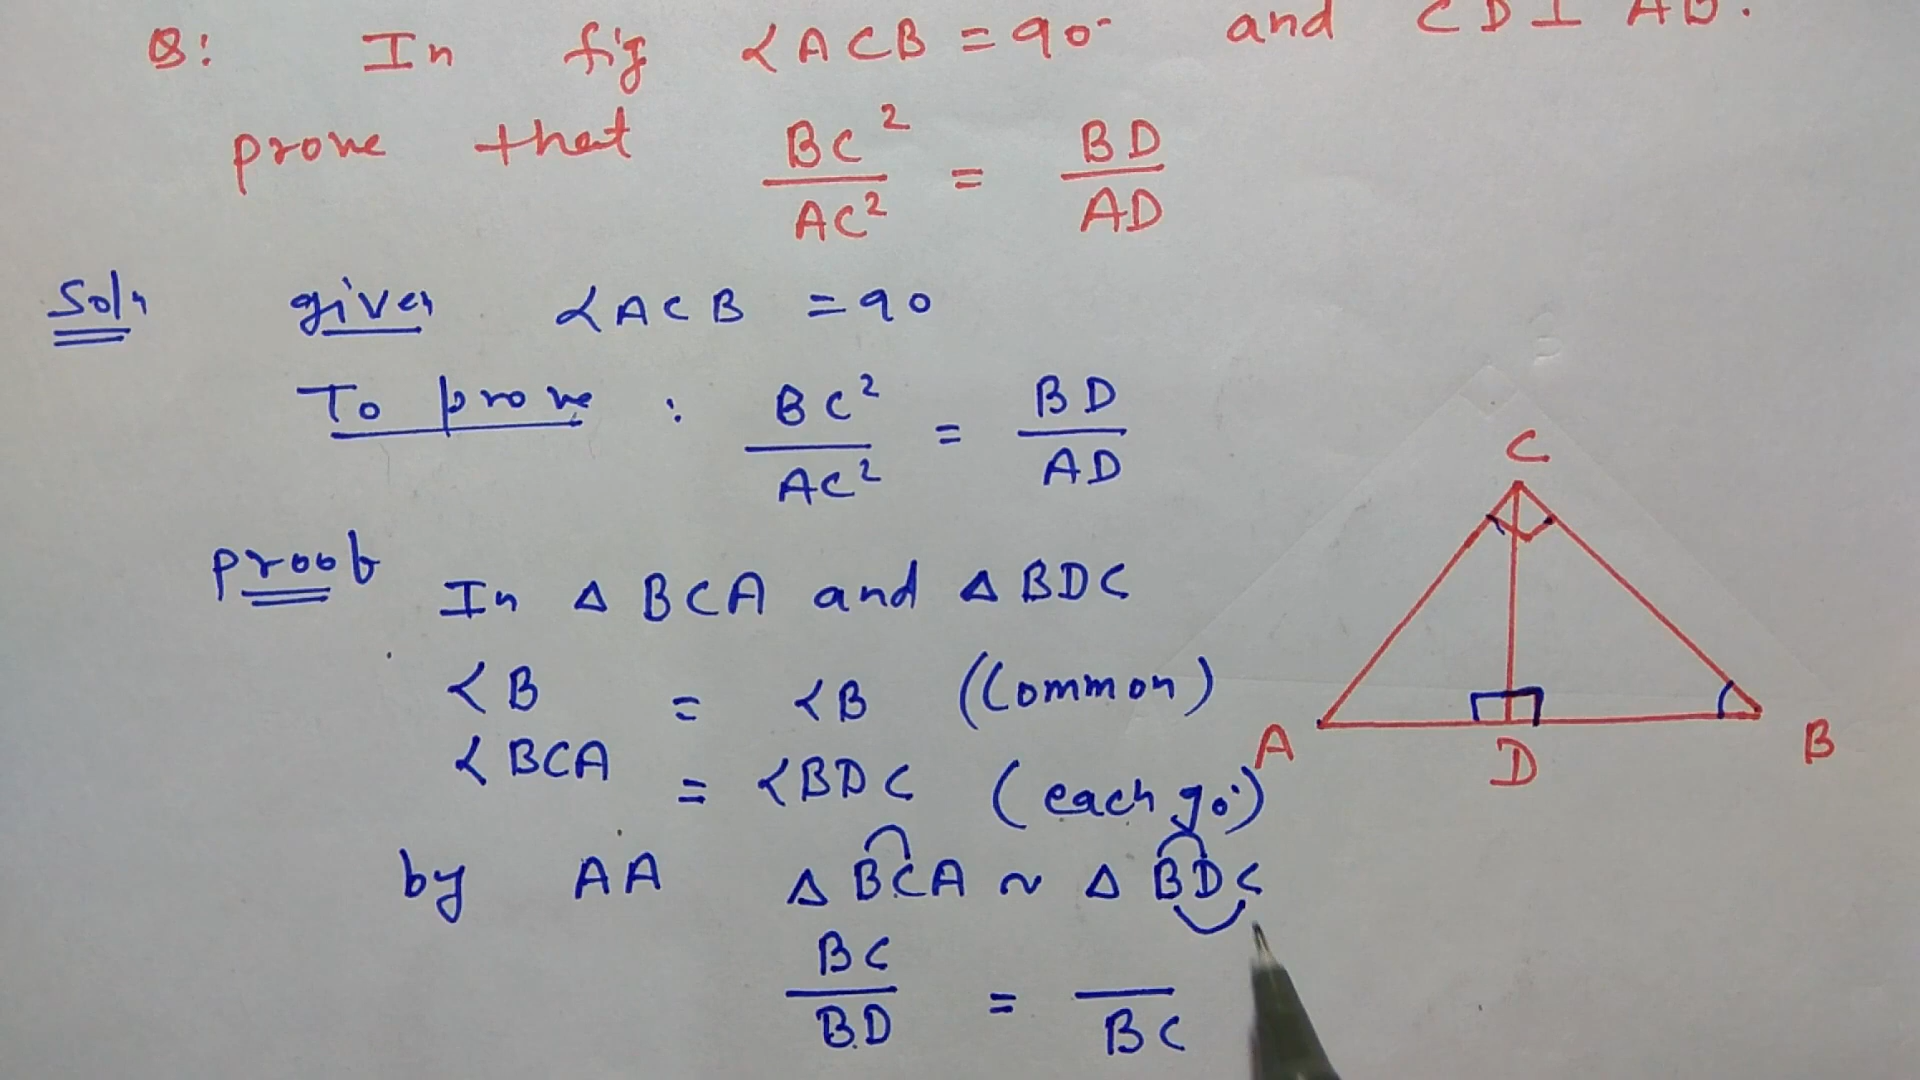 Q: In fig ∠ACB = 90° and CD ⊥ AB.
prove that BC²/AC² = BD/AD
Soln given ∠ACB = 90
To prove : BC²/AC² = BD/AD
Proof In Δ BCA and Δ BDC
∠B = ∠B (Common)
∠BCA = ∠BDC (each 90°)
by AA Δ BCA ~ Δ BDC
BC/BD = /BC
C
A
D
B